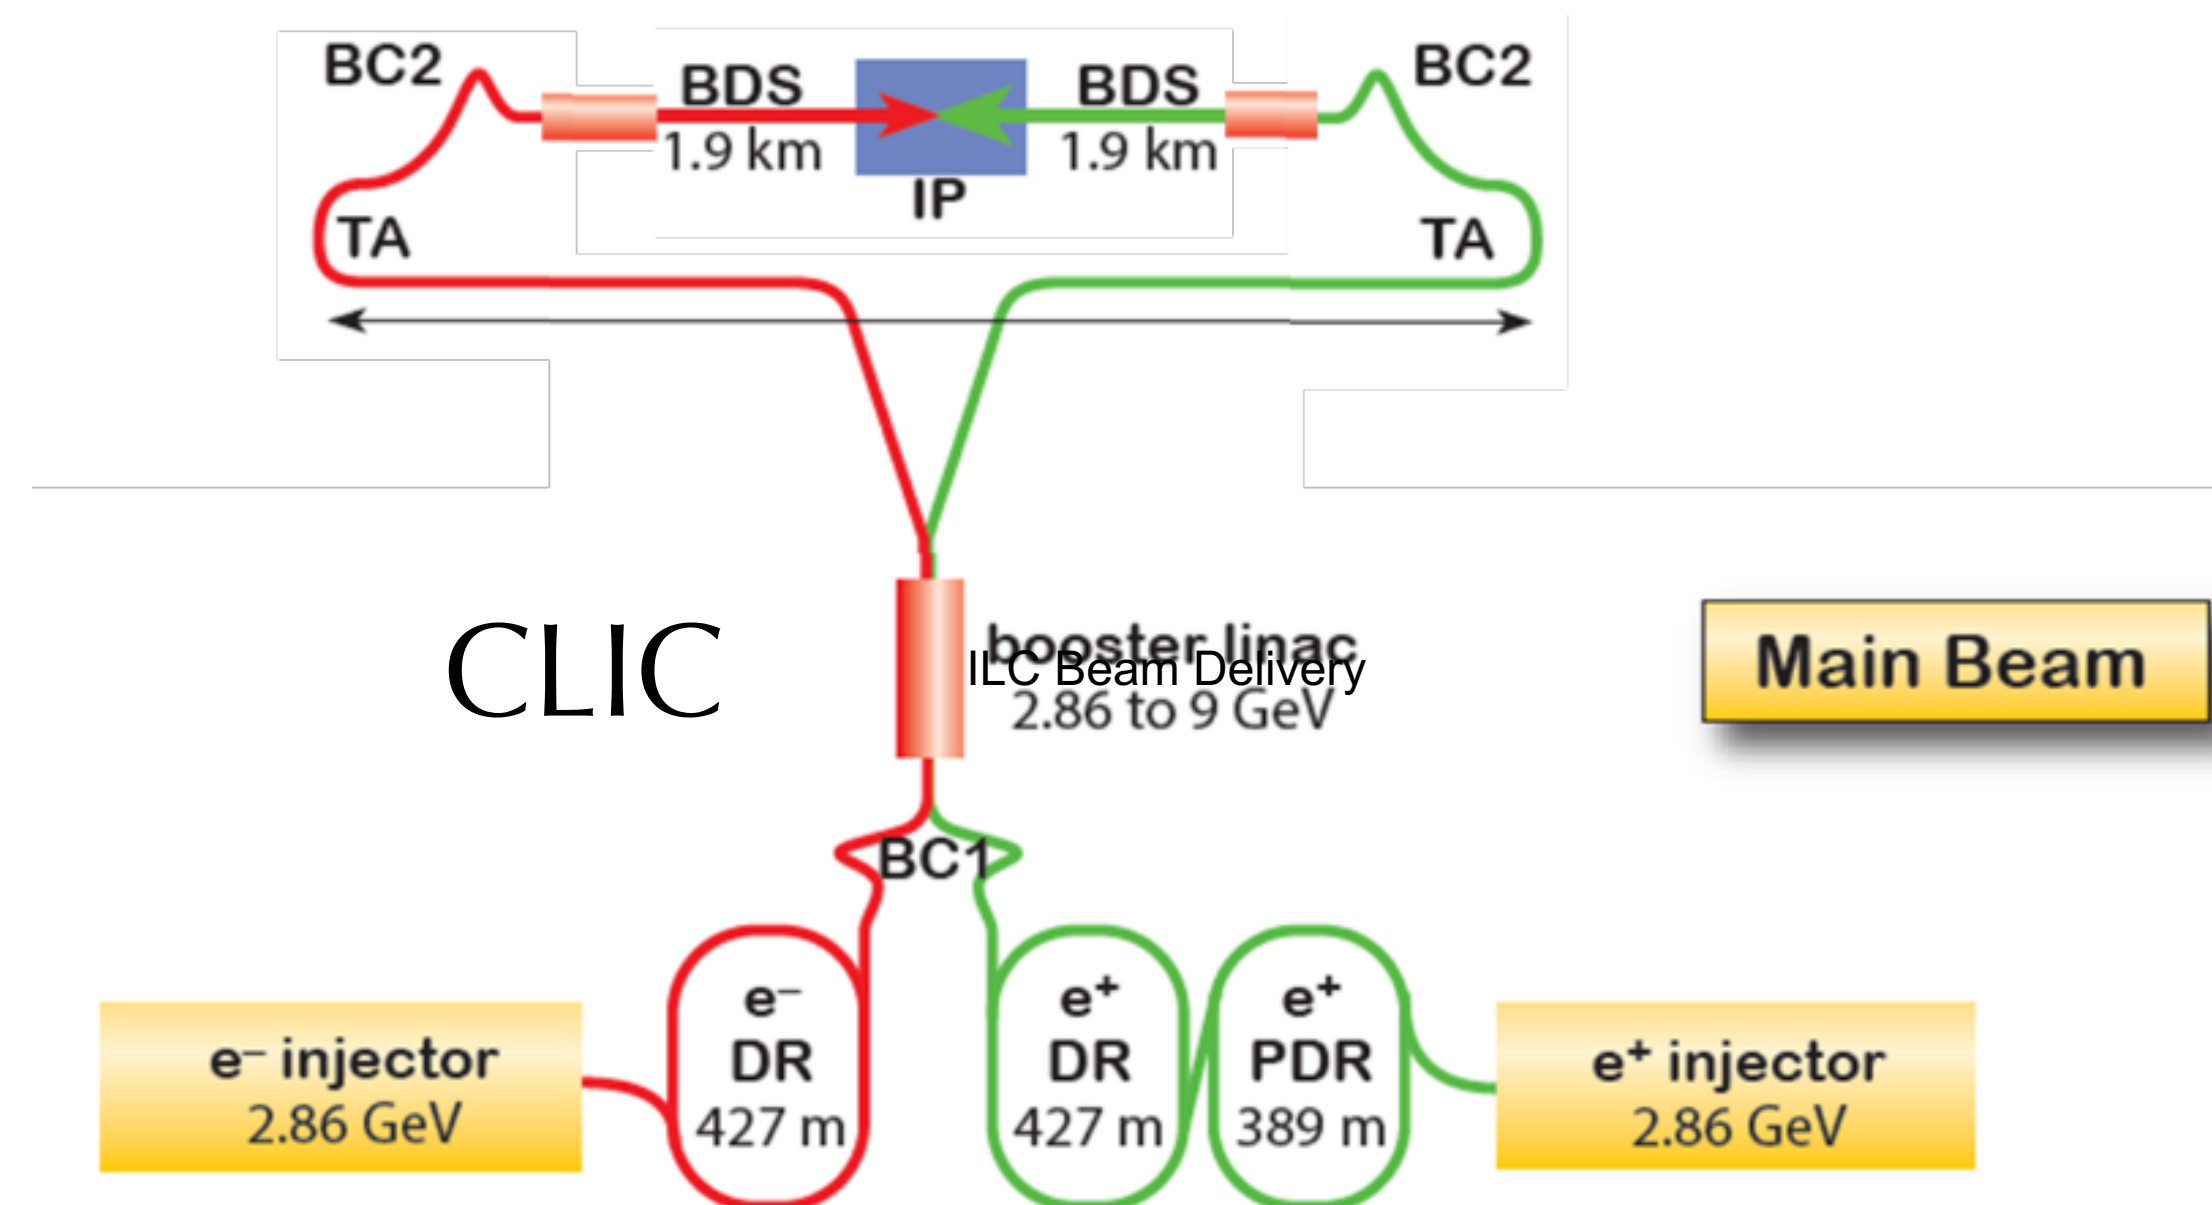 BC2
BDS
BDS
BC2
1.9 km
1.9 km
IP
TA
TA
CLIC
booster linac
ILC Beam Delivery
2.86 to 9 GeV
Main Beam
BC1
e– injector
2.86 GeV
e–
DR
427 m
e+
DR
427 m
e+
PDR
389 m
e+ injector
2.86 GeV